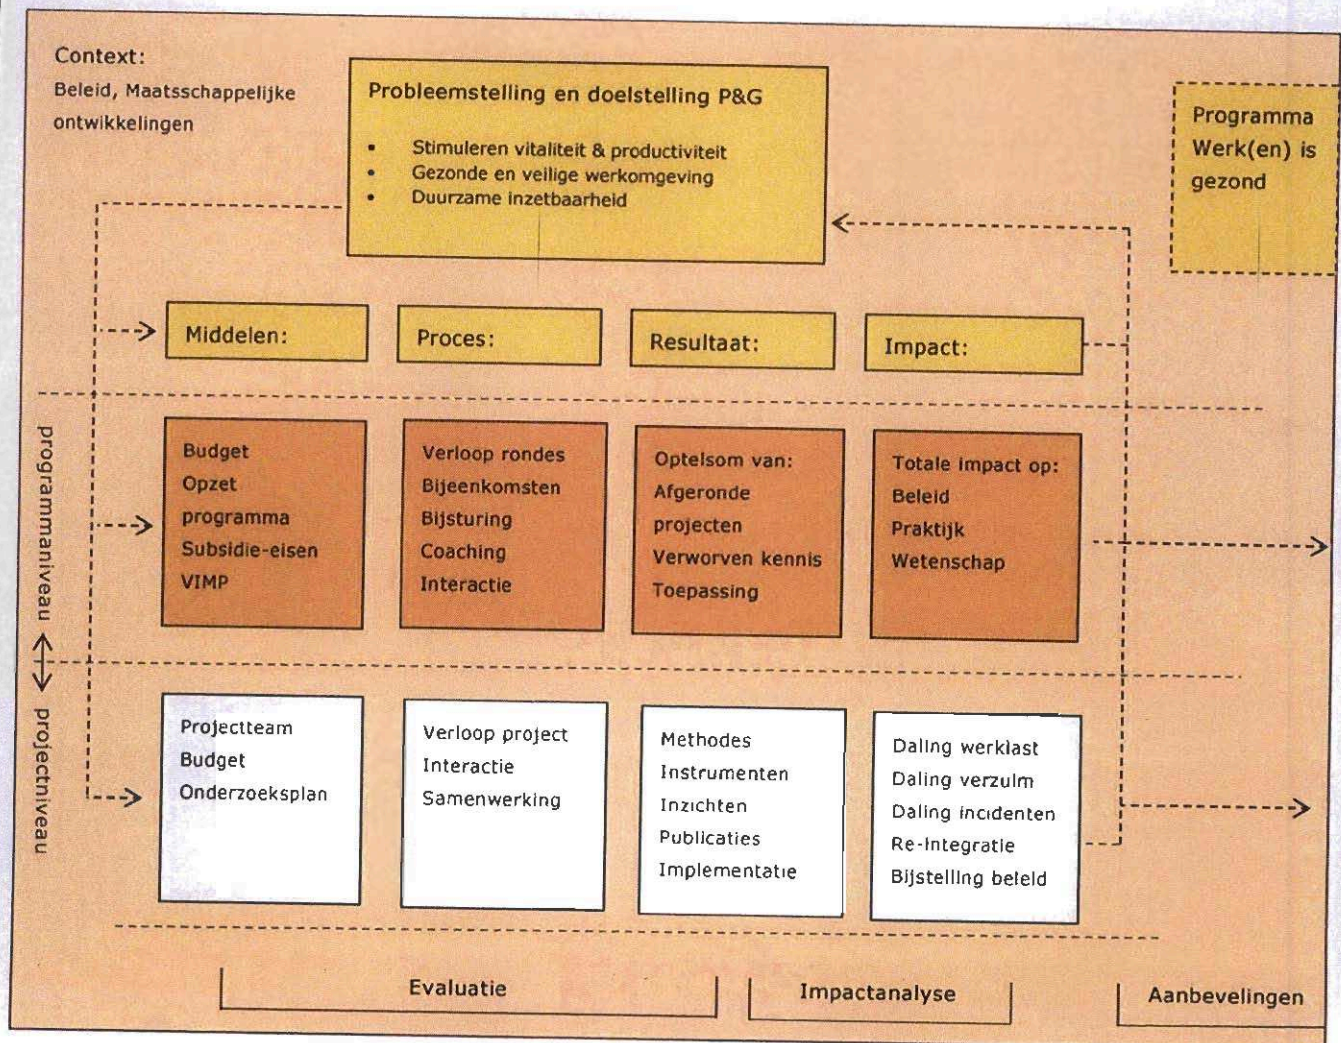 Context:
Beleid, Maatsschappelijke
ontwikkelingen
Probleemstelling en doelstelling P&G
• Stimuleren vitaliteit & productiviteit
• Gezonde en veilige werkomgeving
• Duurzame inzetbaarheid
Programma
Werk(en) is
gezond
Middelen:
Proces:
Resultaat:
Impact:
programmaniveau
Budget
Opzet
programma
Subsidie-eisen
VIMP
Verloop rondes
Bijeenkomsten
Bijsturing
Coaching
Interactie
Optelsom van:
Afgeronde
projecten
Verworven kennis
Toepassing
Totale impact op:
Beleid
Praktijk
Wetenschap
projectniveau
Projectteam
Budget
Onderzoeksplan
Verloop project
Interactie
Samenwerking
Methodes
Instrumenten
Inzichten
Publicaties
Implementatie
Daling werklast
Daling verzuim
Daling incidenten
Re-integratie
Bijstelling beleid
Evaluatie
Impactanalyse
Aanbevelingen